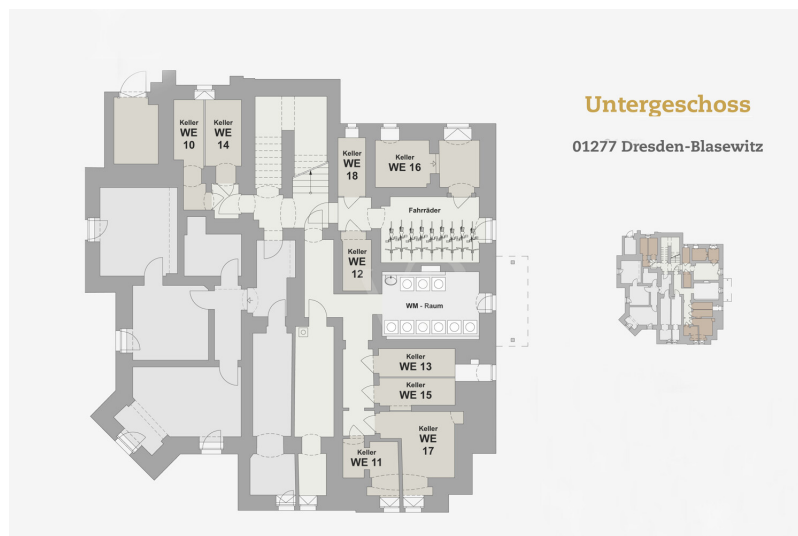 Untergeschoss
01277 Dresden-Blasewitz
Keller
WE
10
Keller
WE
14
Keller
WE
18
Keller
WE 16
Fahrräder
Keller
WE
12
WM - Raum
Keller
WE 13
Keller
WE 15
Keller
WE
17
Keller
WE 11